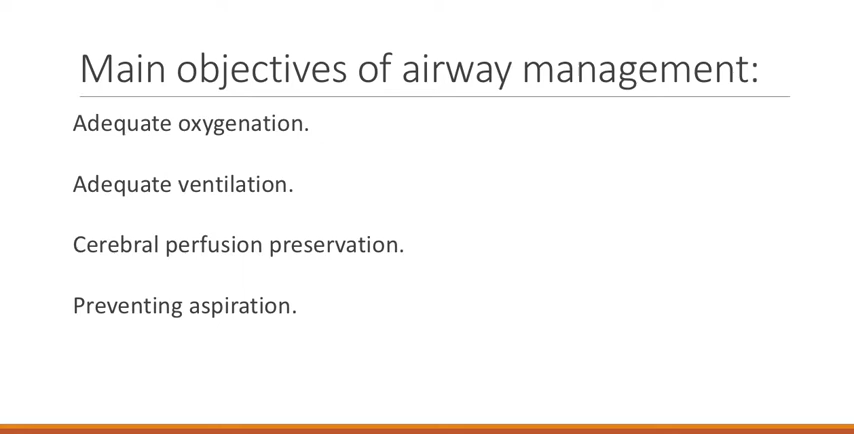 Main objectives of airway management:
Adequate oxygenation.
Adequate ventilation.
Cerebral perfusion preservation.
Preventing aspiration.